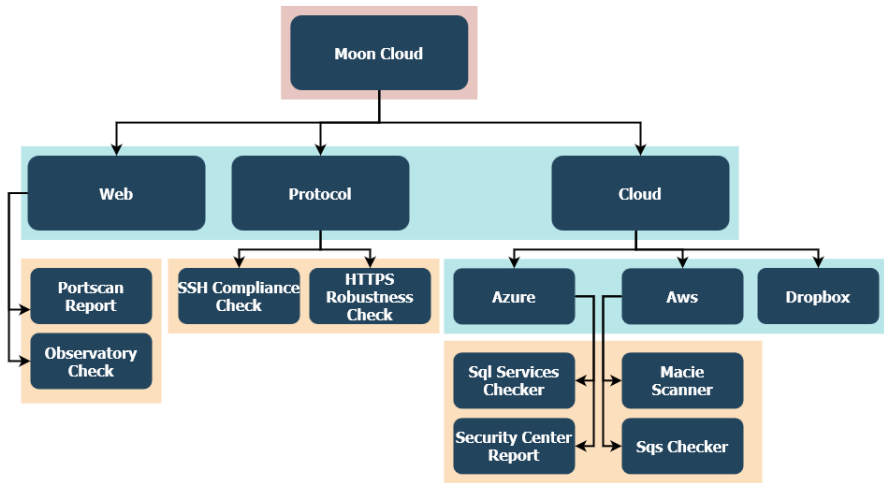 Moon Cloud
Web
Protocol
Cloud
Portscan
Report
Observatory
Check
SSH Compliance
Check
HTTPS
Robustness
Check
Azure
Aws
Dropbox
Sql Services
Checker
Security Center
Report
Macie
Scanner
Sqs Checker